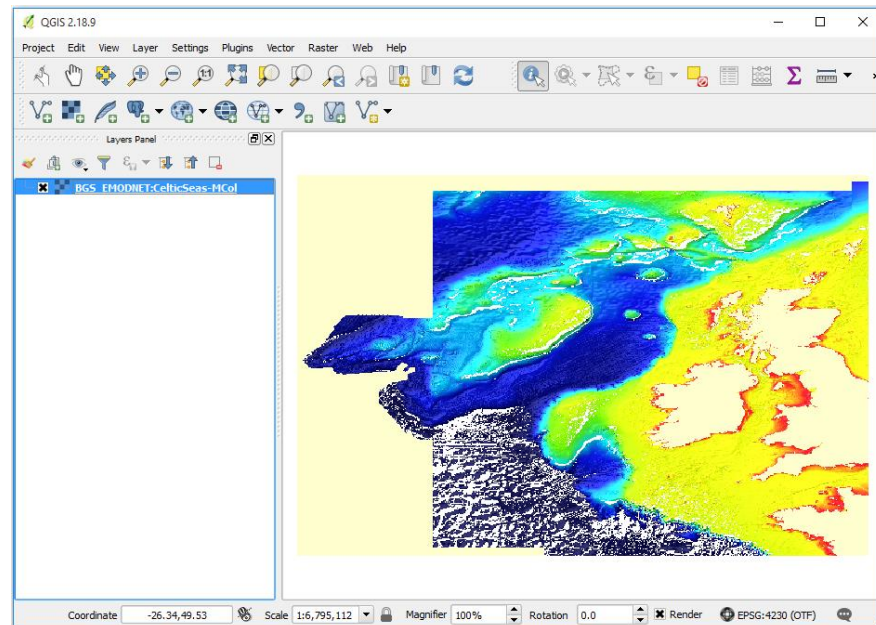 QGIS 2.18.9
Project Edit View Layer Settings Plugins Vector Raster Web Help
1:1
Layers Panel
BGS_EMODNET:CelticSeas-MCol
Coordinate -26.34,49.53 Scale 1:6,795,112 Magnifier 100% Rotation 0.0 Render EPSG:4230 (OTF)